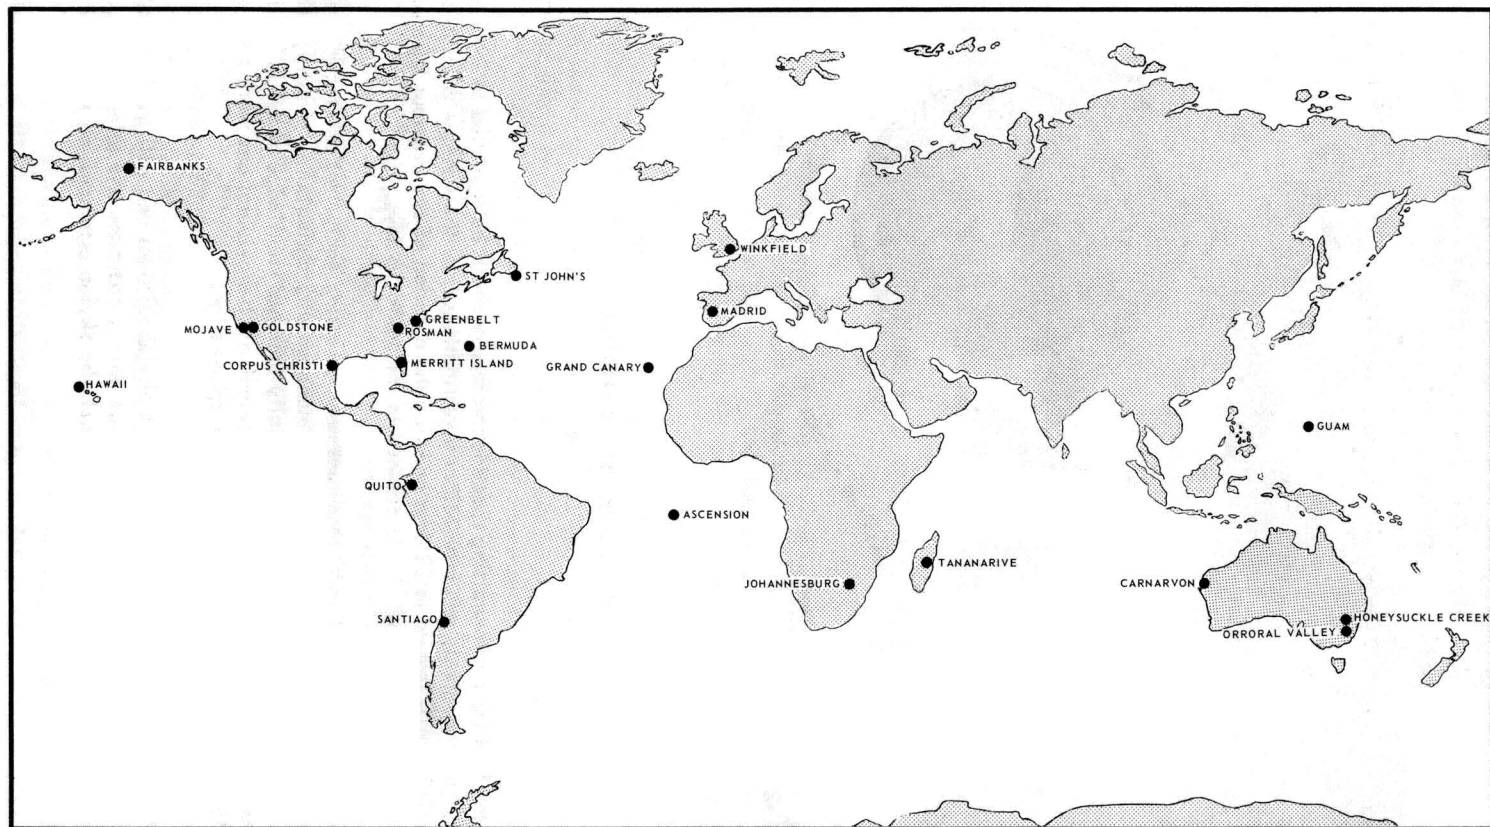 FAIRBANKS
WINKFIELD
ST JOHN'S
MADRID
GREENBELT
MOJAVE
GOLDSTONE
ROSMAN
BERMUDA
CORPUS CHRISTI
MERRITT ISLAND
GRAND CANARY
HAWAII
GUAM
QUITO
ASCENSION
TANANARIVE
JOHANNESBURG
CARNARVON
SANTIAGO
HONEYSUCKLE CREEK
ORRORAL VALLEY